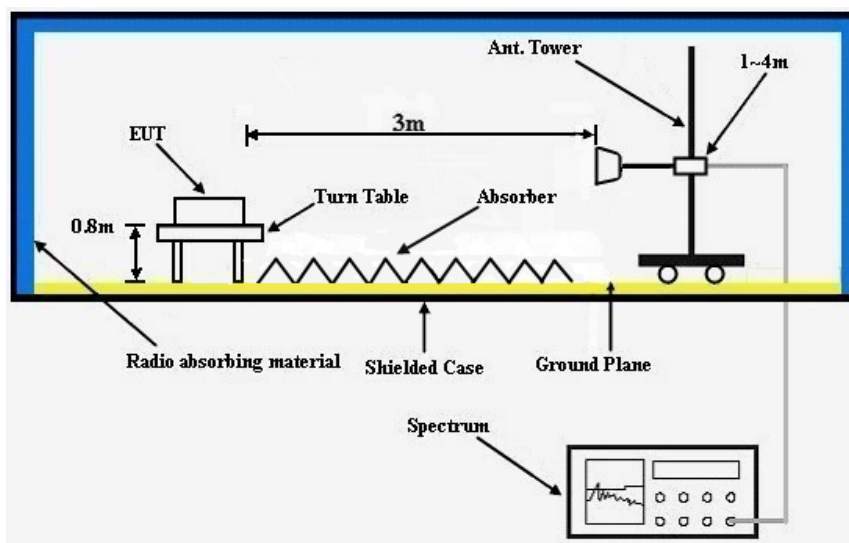 Ant. Tower
1~4m
3m
EUT
Turn Table
Absorber
0.8m
Radio absorbing material
Shielded Case
Ground Plane
Spectrum